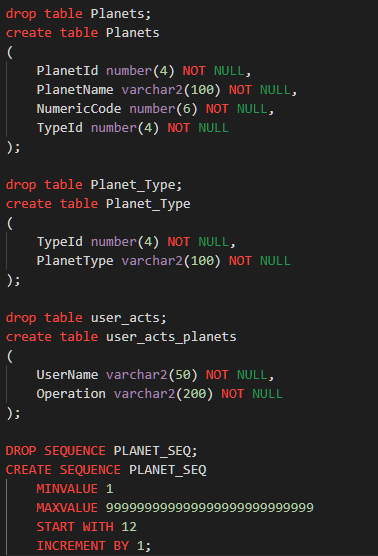 drop table Planets;
create table Planets
(
    PlanetId number(4) NOT NULL,
    PlanetName varchar2(100) NOT NULL,
    NumericCode number(6) NOT NULL,
    TypeId number(4) NOT NULL
);

drop table Planet_Type;
create table Planet_Type
(
    TypeId number(4) NOT NULL,
    PlanetType varchar2(100) NOT NULL
);

drop table user_acts;
create table user_acts_planets
(
    UserName varchar2(50) NOT NULL,
    Operation varchar2(200) NOT NULL
);

DROP SEQUENCE PLANET_SEQ;
CREATE SEQUENCE PLANET_SEQ
    MINVALUE 1
    MAXVALUE 999999999999999999999999999
    START WITH 12
    INCREMENT BY 1;